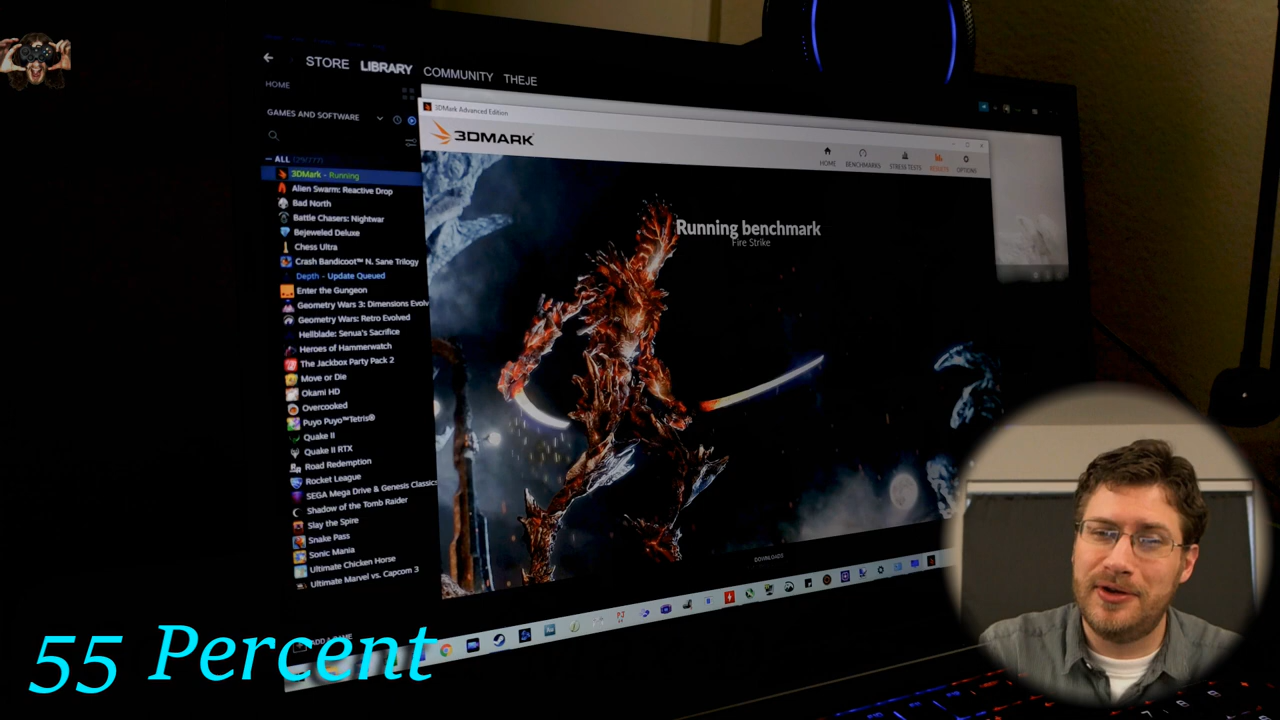 STORE LIBRARY COMMUNITY THEJE
HOME
GAMES AND SOFTWARE
3DMark Advanced Edition
3DMARK
HOME BENCHMARKS STRESS TESTS RESULTS OPTIONS
ALL
3DMark - Running
Alien Swarm: Reactive Drop
Bad North
Battle Chasers: Nightwar
Bejeweled Deluxe
Chess Ultra
Crash Bandicoot™ N. Sane Trilogy
Depth - Update Queued
Enter the Gungeon
Geometry Wars 3: Dimensions Evolv
Geometry Wars: Retro Evolved
Hellblade: Senua's Sacrifice
Heroes of Hammerwatch
The Jackbox Party Pack 2
Move or Die
Okami HD
Overcooked
Puyo Puyo™Tetris®
Quake II
Quake II RTX
Road Redemption
Rocket League
SEGA Mega Drive & Genesis Classics
Shadow of the Tomb Raider
Slay the Spire
Snake Pass
Sonic Mania
Ultimate Chicken Horse
Ultimate Marvel vs. Capcom 3
Running benchmark
Fire Strike
DOWNLOADS
ADD A GAME
55 Percent